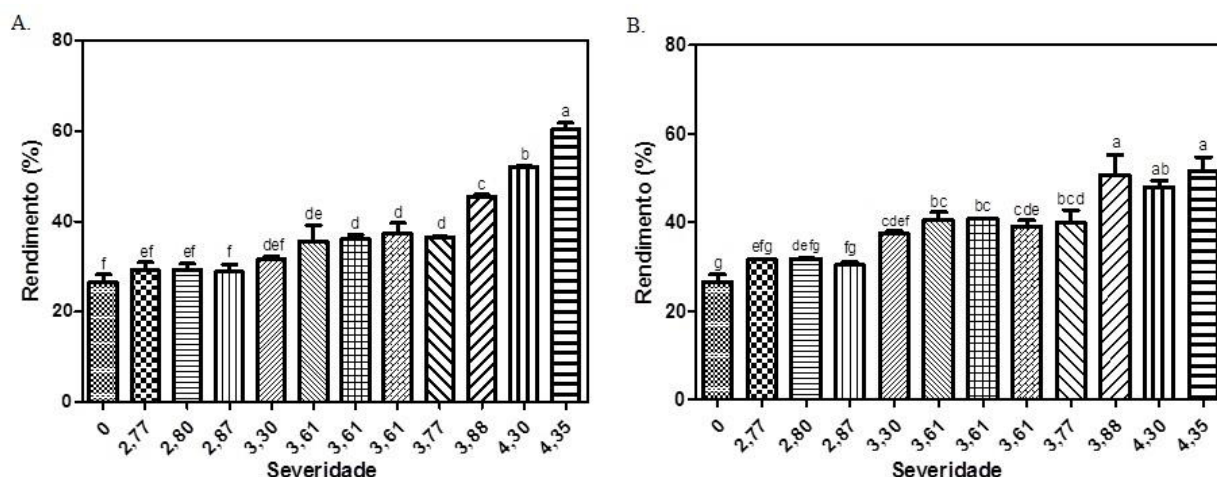 A.
80
60
40
20
0
Rendimento (%)
f
ef
ef
f
def
de
d
d
d
c
b
a
0
2,77
2,80
2,87
3,30
3,61
3,61
3,61
3,77
3,88
4,30
4,35
Severidade
B.
80
60
40
20
0
Rendimento (%)
g
efg
defg
fg
cdef
bc
bc
cde
bcd
a
ab
a
0
2,77
2,80
2,87
3,30
3,61
3,61
3,61
3,77
3,88
4,30
4,35
Severidade